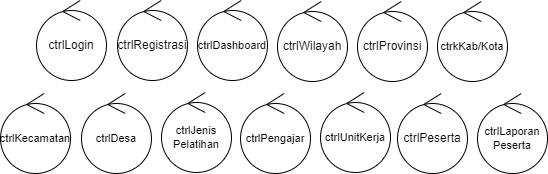 ctrlLogin
ctrlRegistrasi
ctrlDashboard
ctrlWilayah
ctrlProvinsi
ctrkKab/Kota
ctrlKecamatan
ctrlDesa
ctrlJenis
Pelatihan
ctrlPengajar
ctrlUnitKerja
ctrlPeserta
ctrlLaporan
Peserta